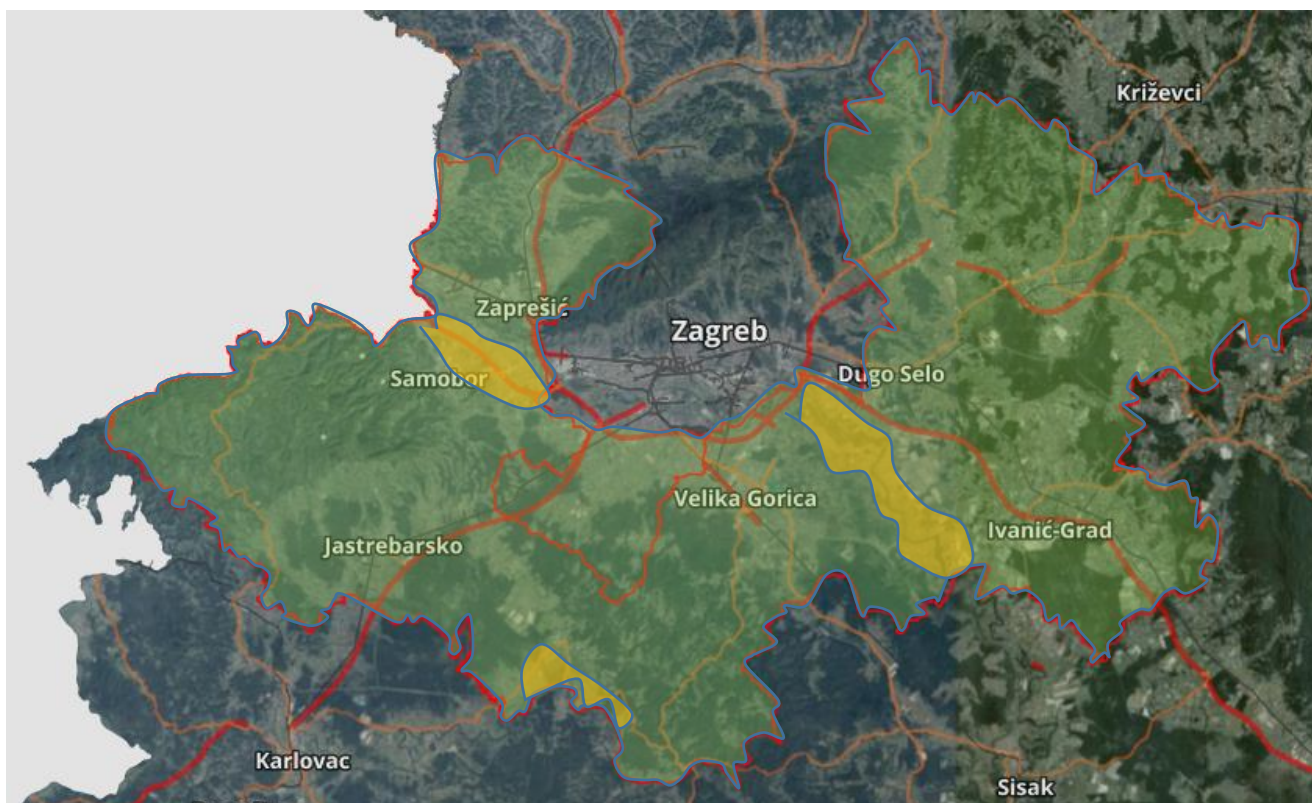 Križevci
Zaprešić
Zagreb
Samobor
Dugo Selo
Velika Gorica
Ivanić-Grad
Jastrebarsko
Karlovac
Sisak